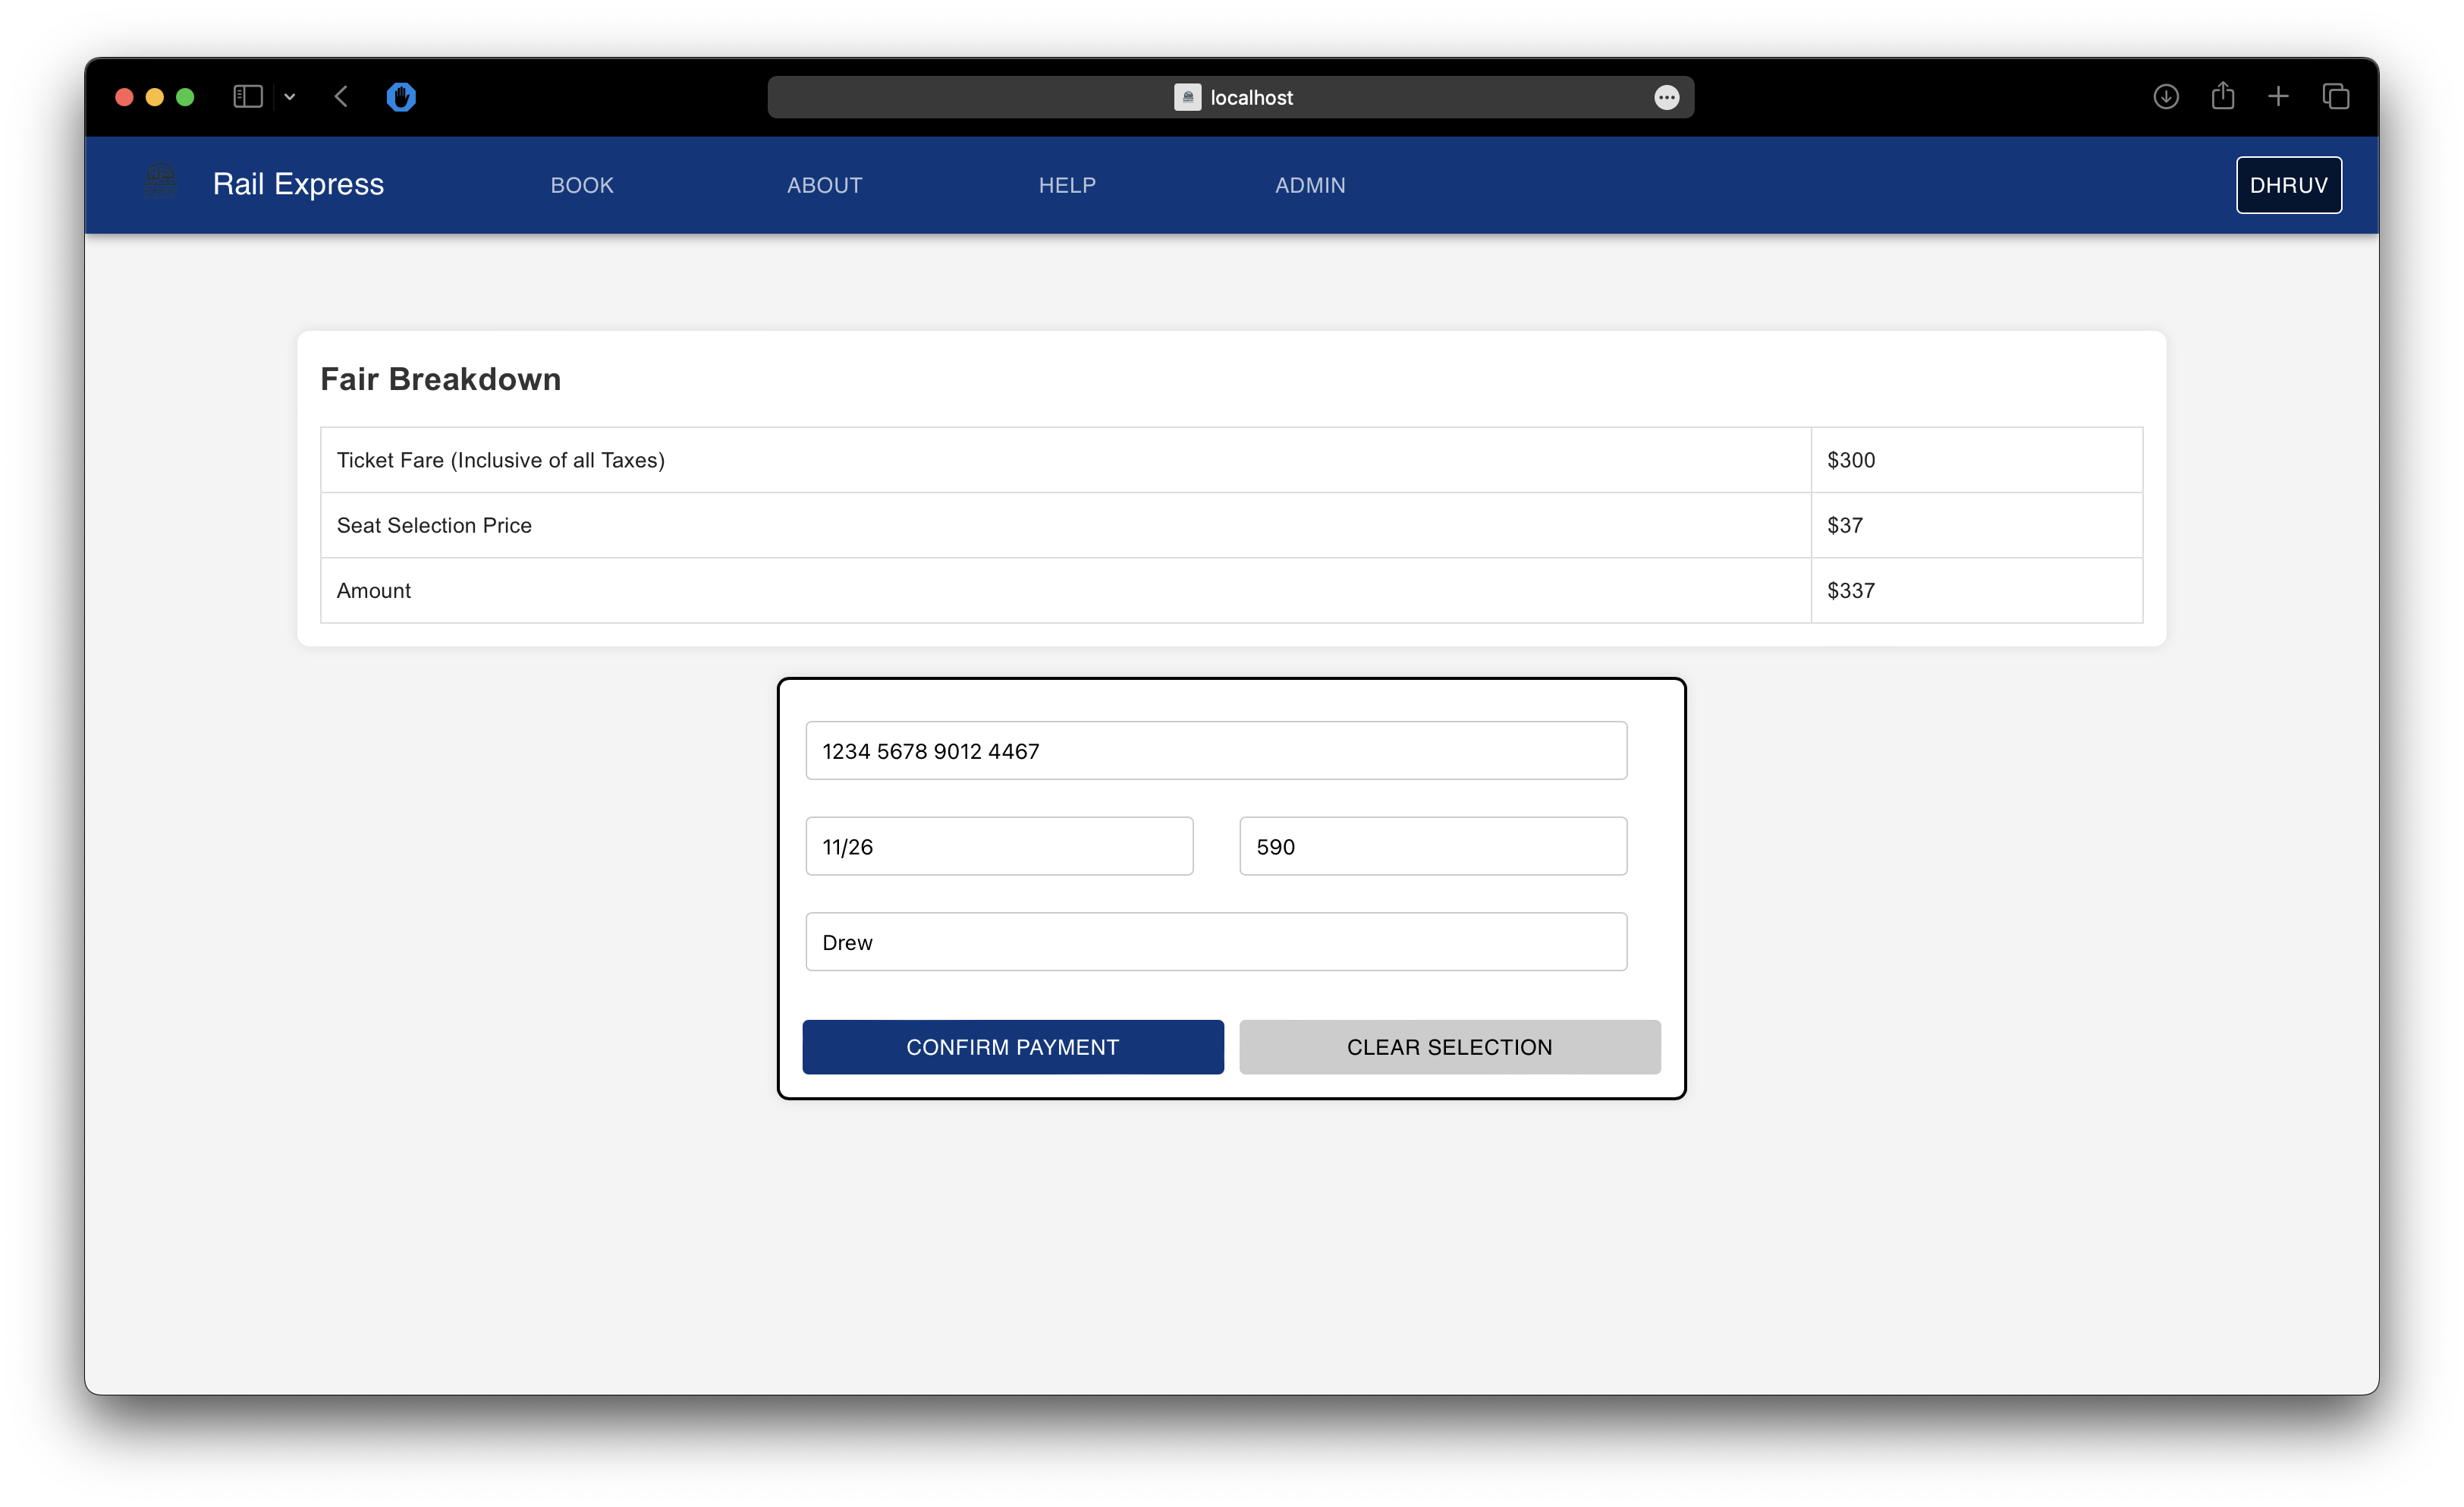 localhost
Rail Express BOOK ABOUT HELP ADMIN DHRUV
Fair Breakdown
Ticket Fare (Inclusive of all Taxes) $300
Seat Selection Price $37
Amount $337
1234 5678 9012 4467
11/26 590
Drew
CONFIRM PAYMENT CLEAR SELECTION